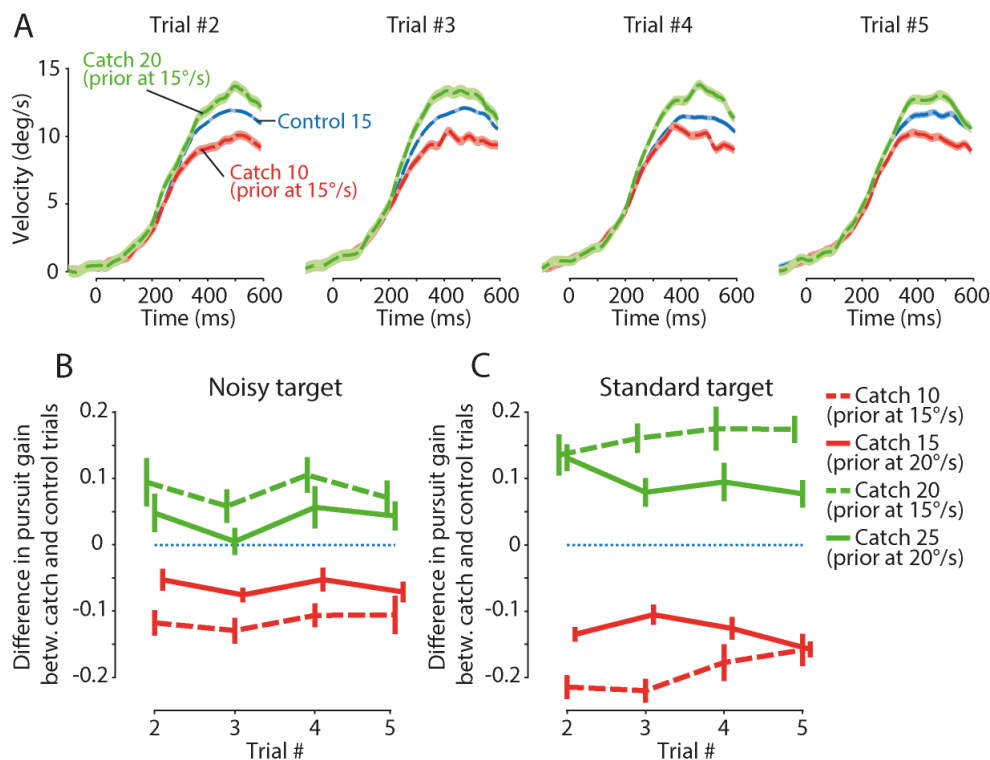 A
Trial #2
Trial #3
Trial #4
Trial #5
Velocity (deg/s)
15
10
5
0
Catch 20
(prior at 15°/s)
Control 15
Catch 10
(prior at 15°/s)
0 200 400 600
Time (ms)
0 200 400 600
Time (ms)
0 200 400 600
Time (ms)
0 200 400 600
Time (ms)
B
Noisy target
Difference in pursuit gain
betw. catch and control trials
0.2
0.1
0
-0.1
-0.2
2 3 4 5
Trial #
C
Standard target
Difference in pursuit gain
betw. catch and control trials
0.2
0.1
0
-0.1
-0.2
2 3 4 5
Trial #
Catch 10
(prior at 15°/s)
Catch 15
(prior at 20°/s)
Catch 20
(prior at 15°/s)
Catch 25
(prior at 20°/s)